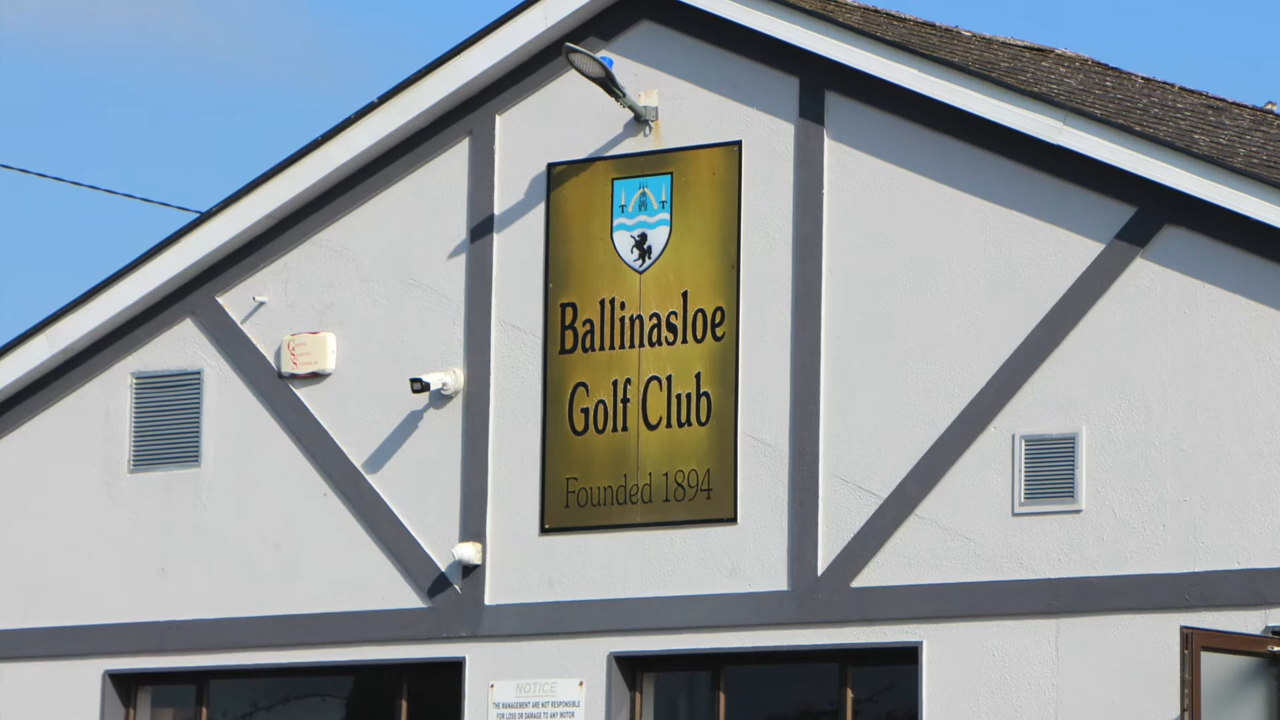 Ballinasloe
Golf Club
Founded 1894
NOTICE
THE MANAGEMENT ARE NOT RESPONSIBLE
FOR LOSS OR DAMAGE TO ANY MOTOR